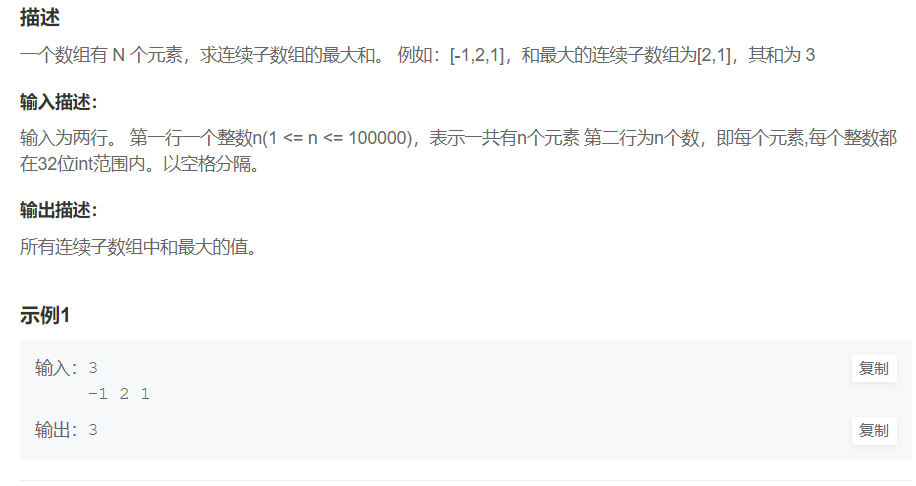 描述
一个数组有 N 个元素，求连续子数组的最大和。 例如：[-1,2,1]，和最大的连续子数组为[2,1]，其和为 3
输入描述：
输入为两行。 第一行一个整数n(1 <= n <= 100000)，表示一共有n个元素 第二行为n个数，即每个元素,每个整数都
在32位int范围内。以空格分隔。
输出描述：
所有连续子数组中和最大的值。
示例1
输入：3
-1 2 1
复制
输出：3
复制